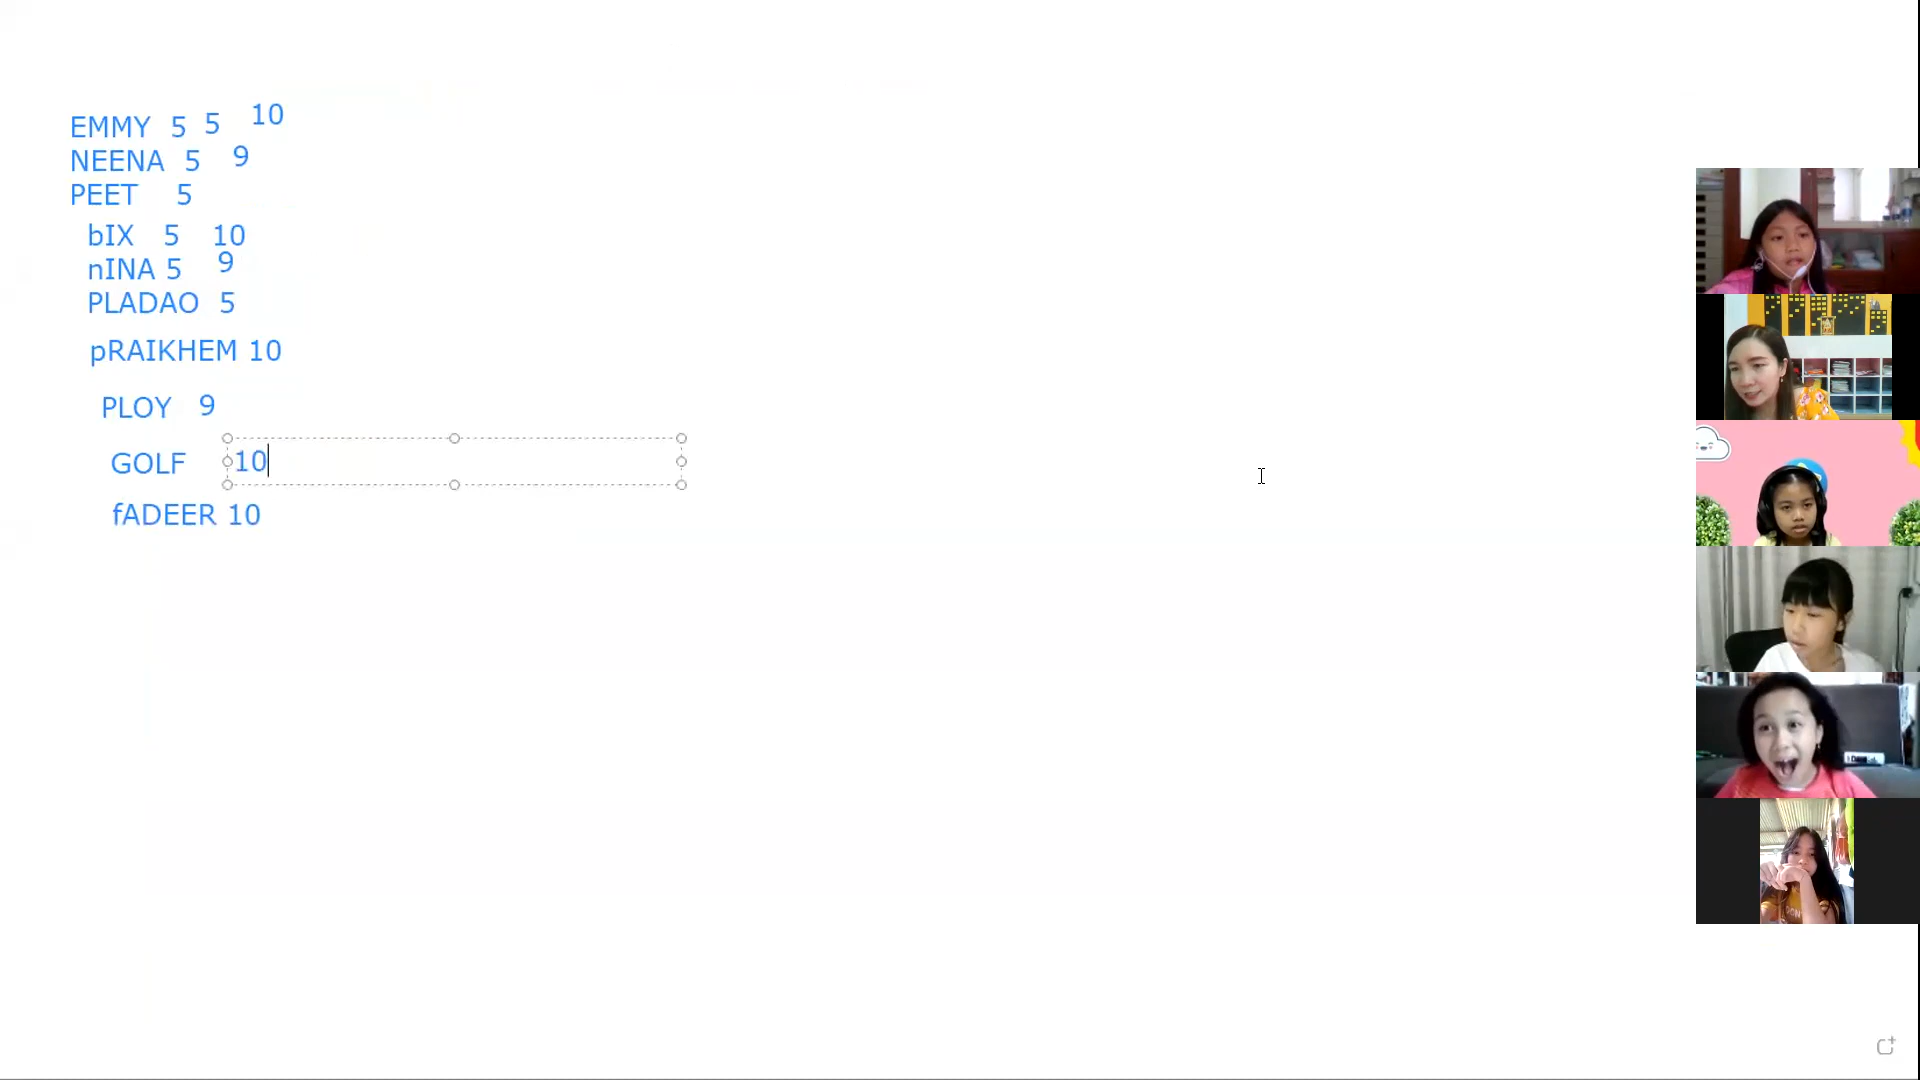 EMMY 5 5 10
NEENA 5 9
PEET 5
bIX 5 10
nINA 5 9
PLADAO 5
pRAIKHEM 10
PLOY 9
GOLF 10
fADEER 10